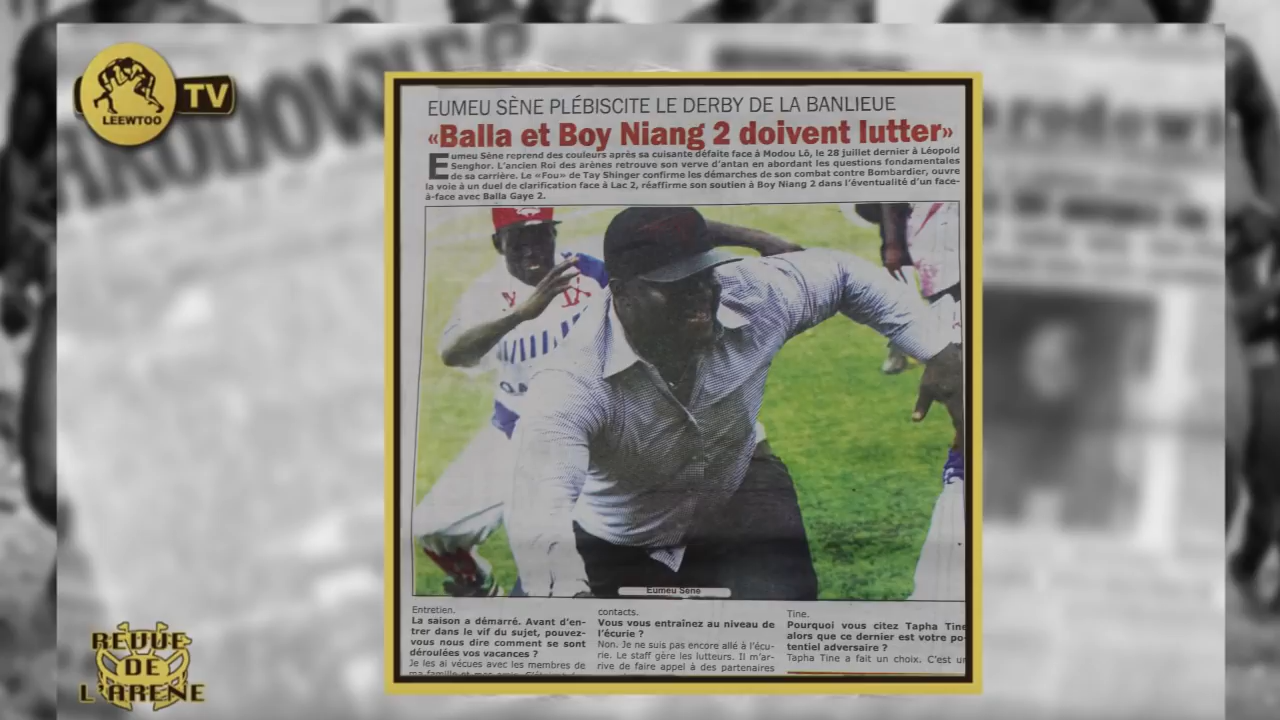 LEEWTOO
TV
EUMEU SÈNE PLÉBISCITE LE DERBY DE LA BANLIEUE
«Balla et Boy Niang 2 doivent lutter»
Eumeu Sène reprend des couleurs après sa cuisante défaite face à Modou Lô, le 28 juillet dernier à Léopold
Senghor. L'ancien Roi des arènes retrouve son verve d'antan en abordant les questions fondamentales
de sa carrière. Le «Fou» de Tay Shinger confirme les démarches de son combat contre Bombardier, ouvre
la voie à un duel de clarification face à Lac 2, réaffirme son soutien à Boy Niang 2 dans l'éventualité d'un face-
à-face avec Balla Gaye 2.
Eumeu Sène
Entretien.
La saison a démarré. Avant d'en-
trer dans le vif du sujet, pouvez-
vous nous dire comment se sont
déroulées vos vacances ?
Je les ai vécues avec les membres de
ma famille et mes amis.
contacts.
Vous vous entraînez au niveau de
l'écurie ?
Non. Je ne suis pas encore allé à l'écu-
rie. Le staff gère les lutteurs. Il m'ar-
rive de faire appel à des partenaires
Tine.
Pourquoi vous citez Tapha Tine
alors que ce dernier est votre po-
tentiel adversaire ?
Tapha Tine a fait un choix. C'est un
REVUE
DE
L'ARENE